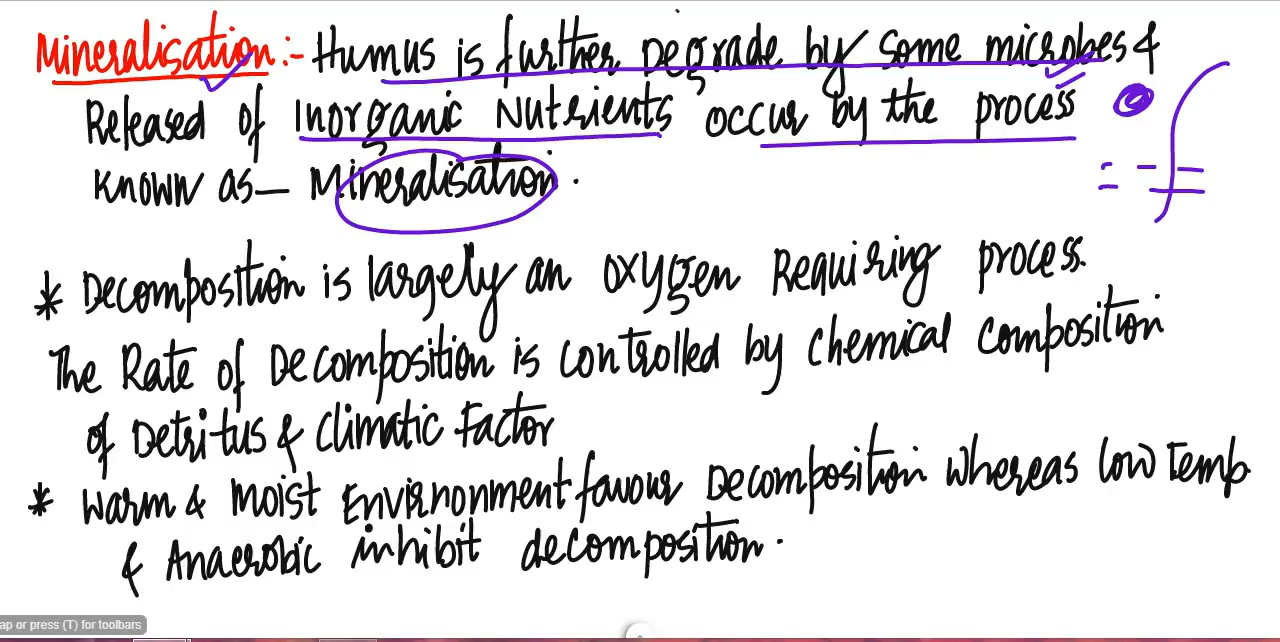 Mineralisation:- Humus is further Degrade by some microbes &
Released of Inorganic Nutrients occur by the process
Known as- Mineralisation.
* Decomposition is largely an oxygen Requiring process.
The Rate of Decomposition is controlled by chemical composition
of Detritus & climatic Factor
* Warm & Moist Environment favour Decomposition whereas low Temp
& Anaerobic inhibit decomposition.
ap or press (T) for toolbars